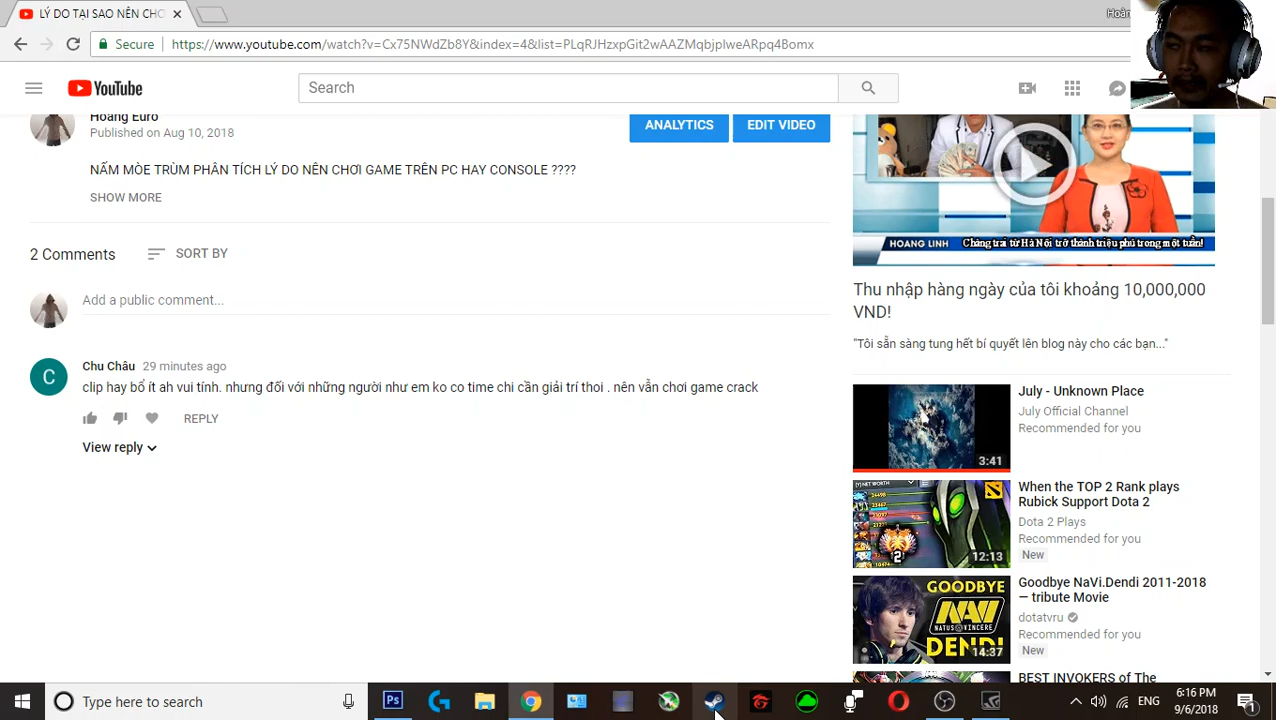 LÝ DO TẠI SAO NÊN CHƠ
Hoàn
Secure
https://www.youtube.com/watch?v=Cx75NWdZb8Y&index=4&list=PLqRJHzxpGit2wAAZMqbjplweARpq4Bomx
YouTube
Search
Hoang Euro
Published on Aug 10, 2018
ANALYTICS
EDIT VIDEO
NẤM MÒE TRÙM PHÂN TÍCH LÝ DO NÊN CHƠI GAME TRÊN PC HAY CONSOLE ????
SHOW MORE
2 Comments
SORT BY
Add a public comment...
Chu Châu 29 minutes ago
clip hay bổ ít ah vui tính. nhưng đối với những người như em ko co time chi cần giải trí thoi . nên vẫn chơi game crack
REPLY
View reply
HOANG LINH
Chàng trai từ Hà Nội trở thành triệu phú trong một tuần!
Thu nhập hàng ngày của tôi khoảng 10,000,000
VND!
"Tôi sẵn sàng tung hết bí quyết lên blog này cho các bạn..."
3:41
July - Unknown Place
July Official Channel
Recommended for you
12:13
When the TOP 2 Rank plays
Rubick Support Dota 2
Dota 2 Plays
Recommended for you
New
GOODBYE
NAVI
NATUS VINCERE
DENDI
14:37
Goodbye NaVi.Dendi 2011-2018
— tribute Movie
dotatvru
Recommended for you
New
BEST INVOKERS of The
Type here to search
Ps
ENG
6:16 PM
9/6/2018
1